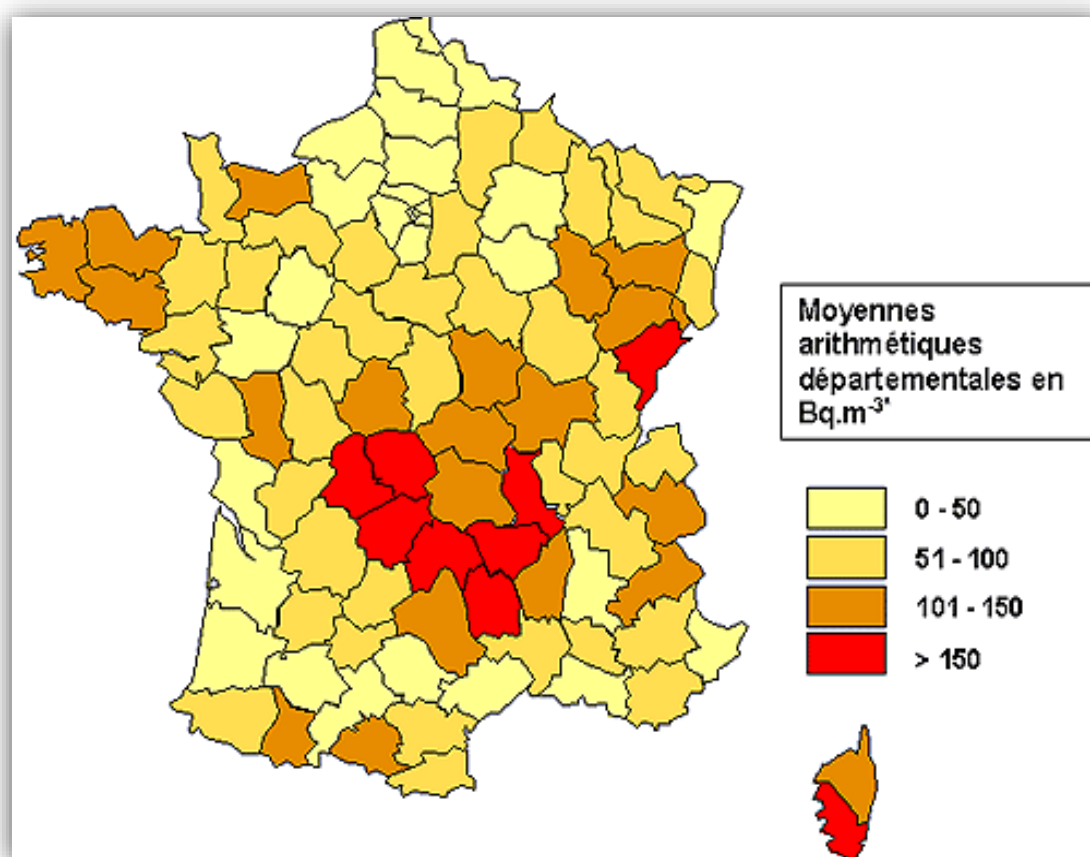 Moyennes
arithmétiques
départementales en
Bq.m-3*
0 - 50
51 - 100
101 - 150
> 150